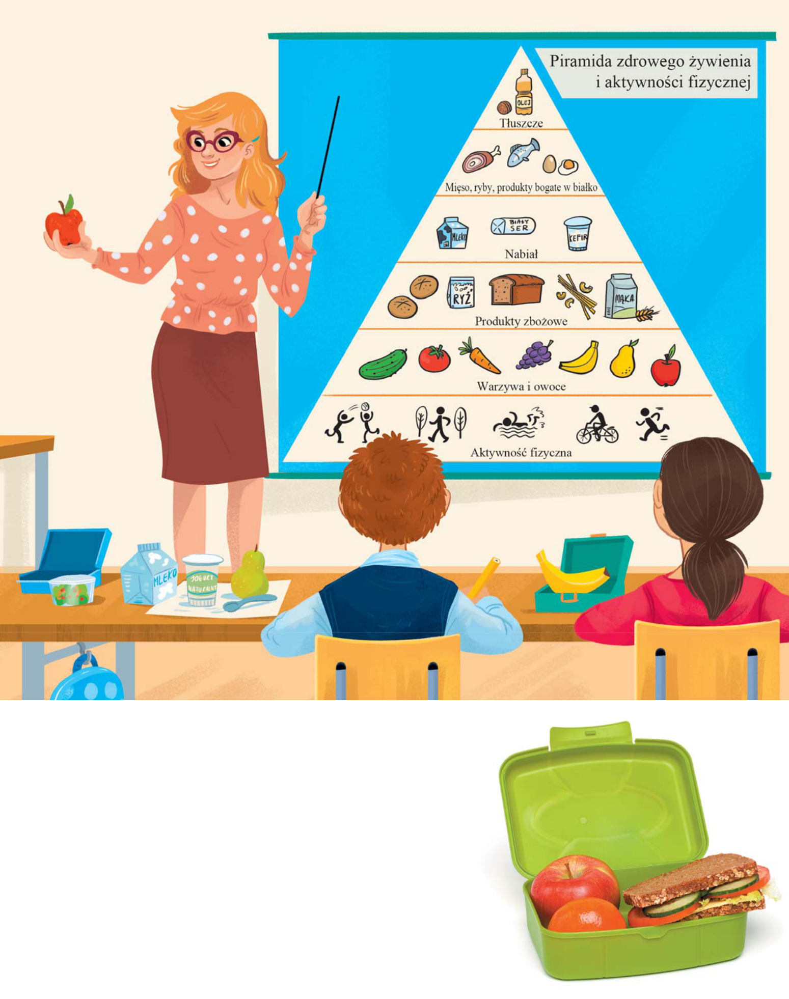 Piramida zdrowego żywienia
i aktywności fizycznej
OLEJ
Tłuszcze
Mięso, ryby, produkty bogate w białko
MLEKO
BIAŁY
SER
KEFIR
Nabiał
RYŻ
MĄKA
Produkty zbożowe
Warzywa i owoce
Aktywność fizyczna
MLEKO
JOGURT
NATURALNY